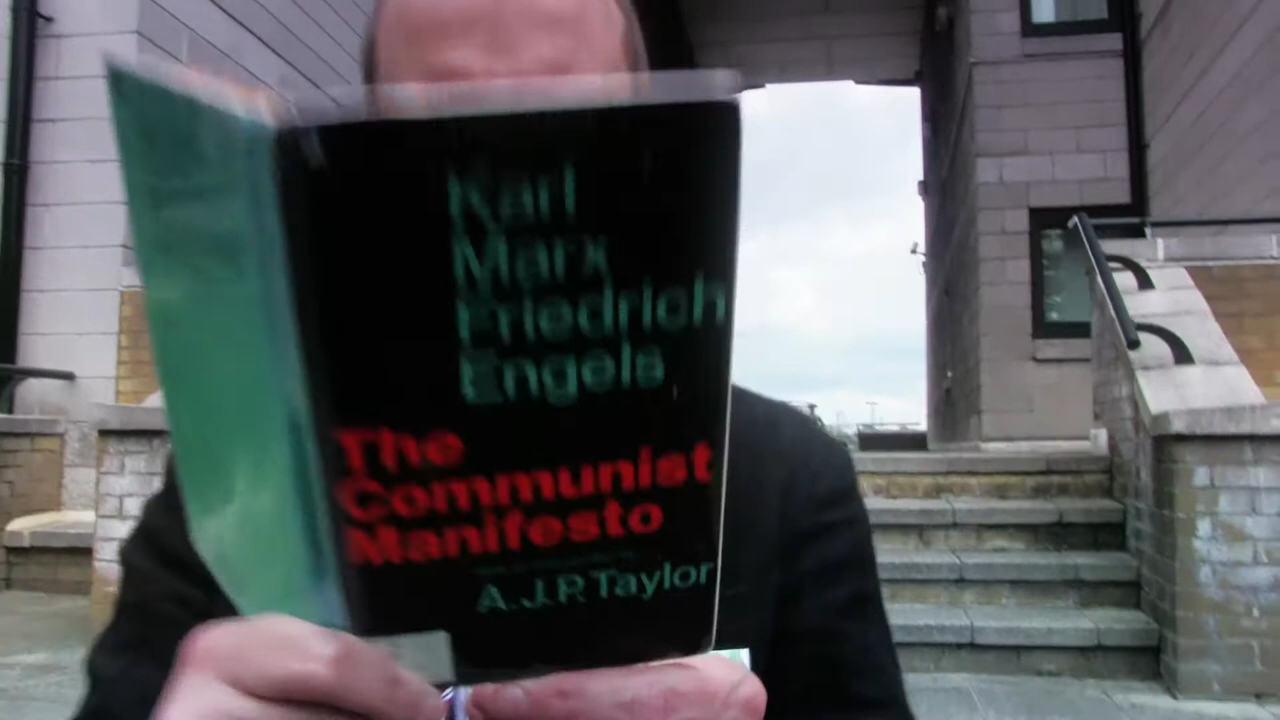 Karl
Marx
Friedrich
Engels
The
Communist
Manifesto
A.J.P. Taylor